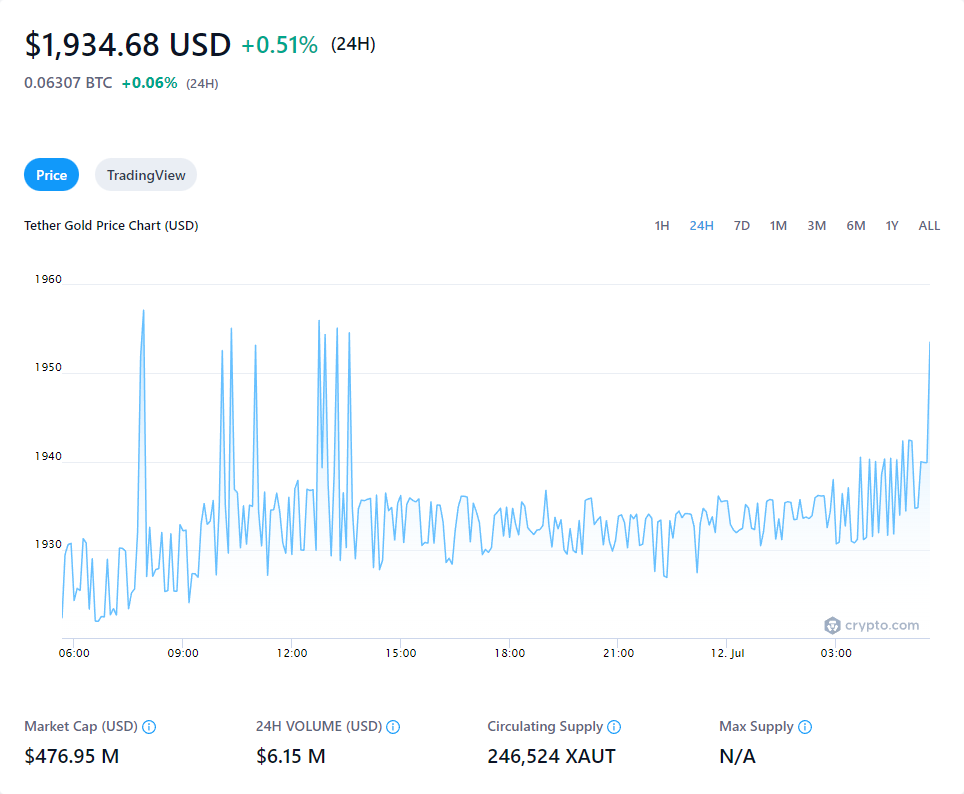 $1,934.68 USD +0.51% (24H)
0.06307 BTC +0.06% (24H)
Price TradingView
Tether Gold Price Chart (USD) 1H 24H 7D 1M 3M 6M 1Y ALL
1960
1950
1940
1930
crypto.com
06:00 09:00 12:00 15:00 18:00 21:00 12. Jul 03:00
Market Cap (USD) 24H VOLUME (USD) Circulating Supply Max Supply
$476.95 M $6.15 M 246,524 XAUT N/A